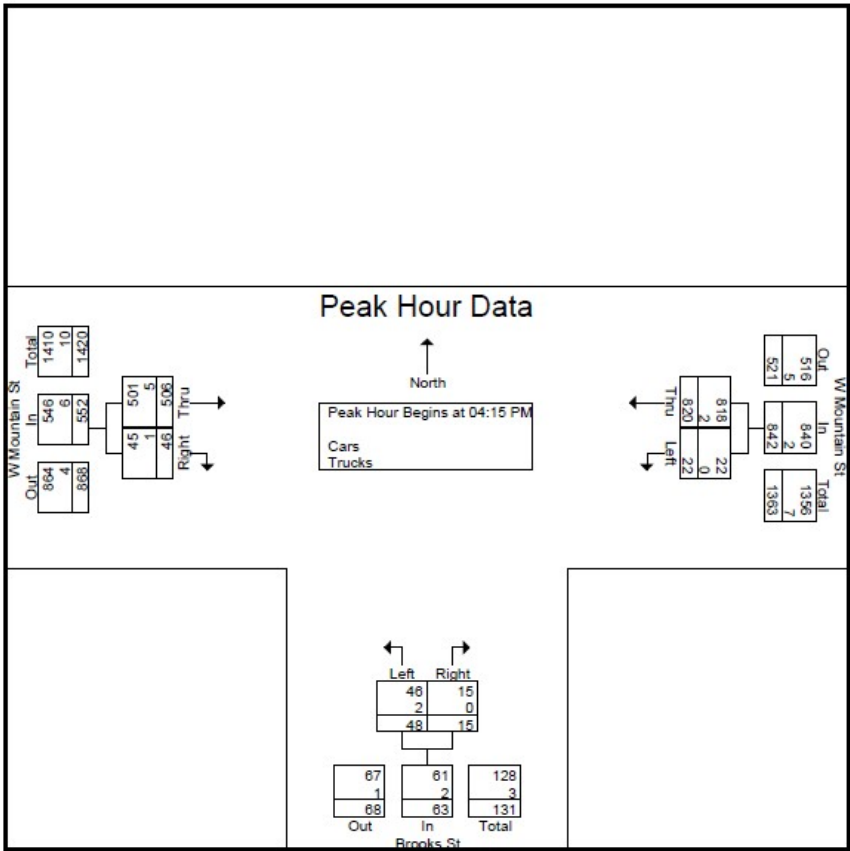 Peak Hour Data
North
Peak Hour Begins at 04:15 PM
Cars
Trucks
W Mountain St
Total
1410
10
1420
In
546
6
552
Out
864
4
868
501
5
506
Thru
45
1
46
Right
W Mountain St
Out
516
5
521
In
840
2
842
Total
1356
7
1363
Thru
818
2
820
Left
22
0
22
Left Right
46 15
2 0
48 15
67 61 128
1 2 3
68 63 131
Out In Total
Brooks St